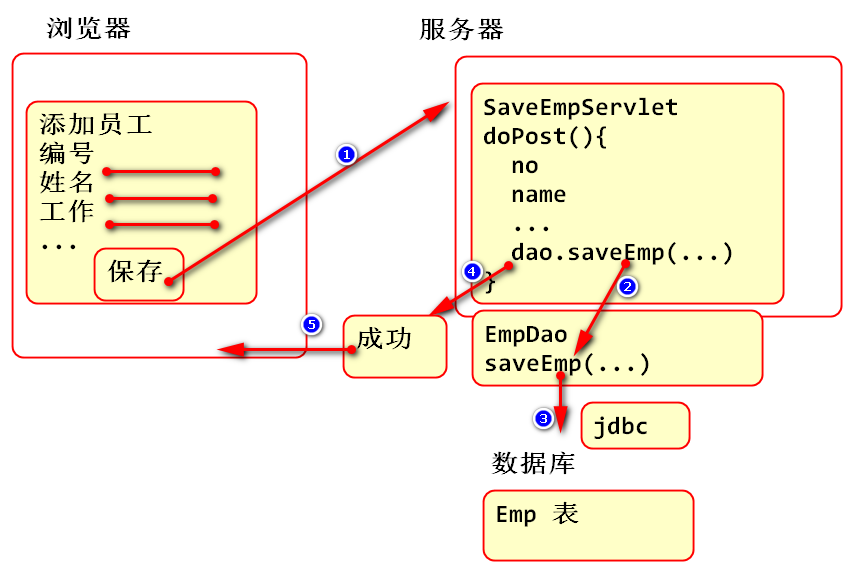 浏览器
添加员工
编号
姓名
工作
...
保存
1
服务器
SaveEmpServlet
doPost(){
no
name
...
dao.saveEmp(...)
}
4
2
5
成功
EmpDao
saveEmp(...)
3
jdbc
数据库
Emp 表